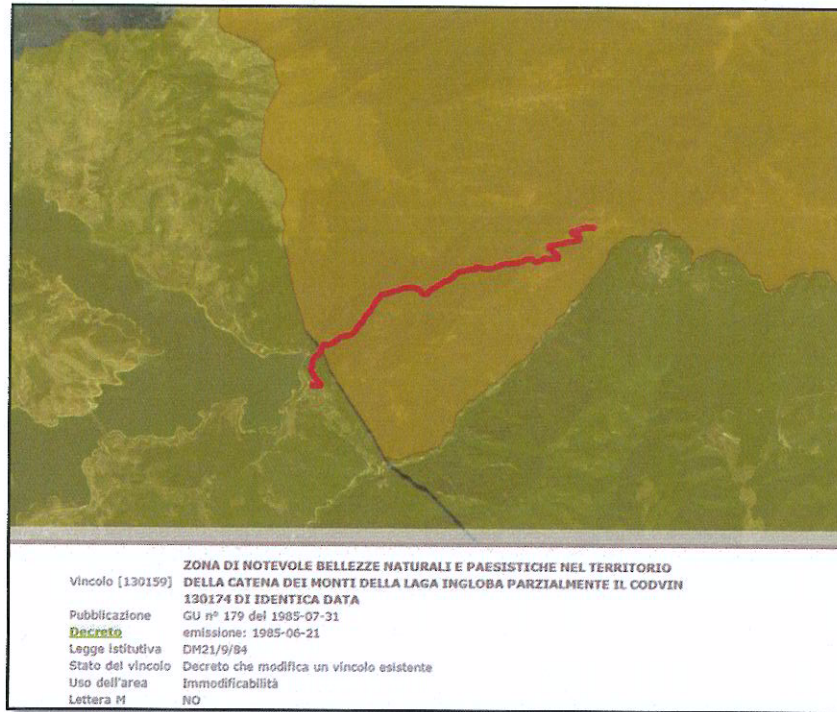 ZONA DI NOTEVOLE BELLEZZE NATURALI E PAESISTICHE NEL TERRITORIO
Vincolo [130159] DELLA CATENA DEI MONTI DELLA LAGA INGLOBA PARZIALMENTE IL CODVIN
130174 DI IDENTICA DATA
Pubblicazione GU n° 179 del 1985-07-31
Decreto emissione: 1985-06-21
Legge istitutiva DM21/9/84
Stato del vincolo Decreto che modifica un vincolo esistente
Uso dell'area Immodificabilità
Lettera M NO